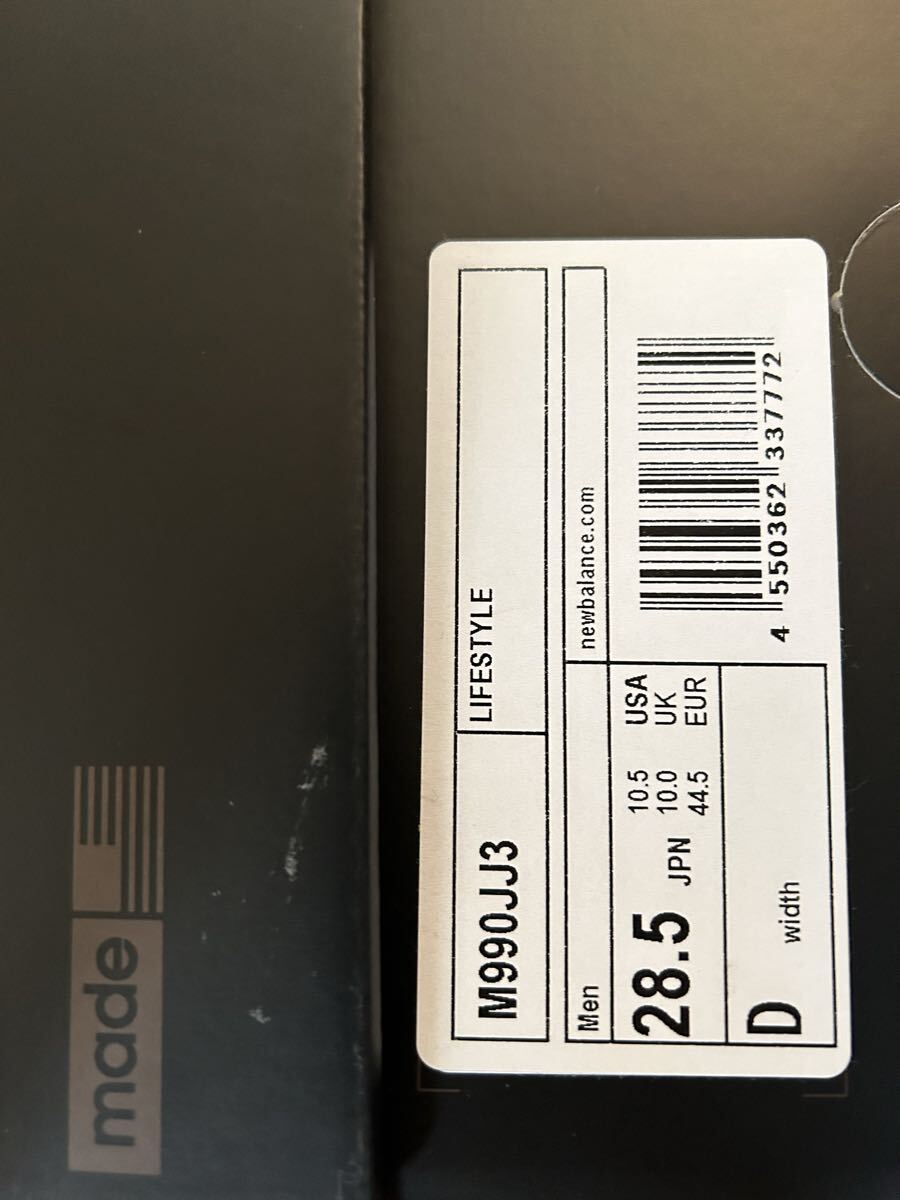 made
M990JJ3
LIFESTYLE
Men
newbalance.com
28.5 JPN
10.5 USA
10.0 UK
44.5 EUR
D width
4 550362 337772